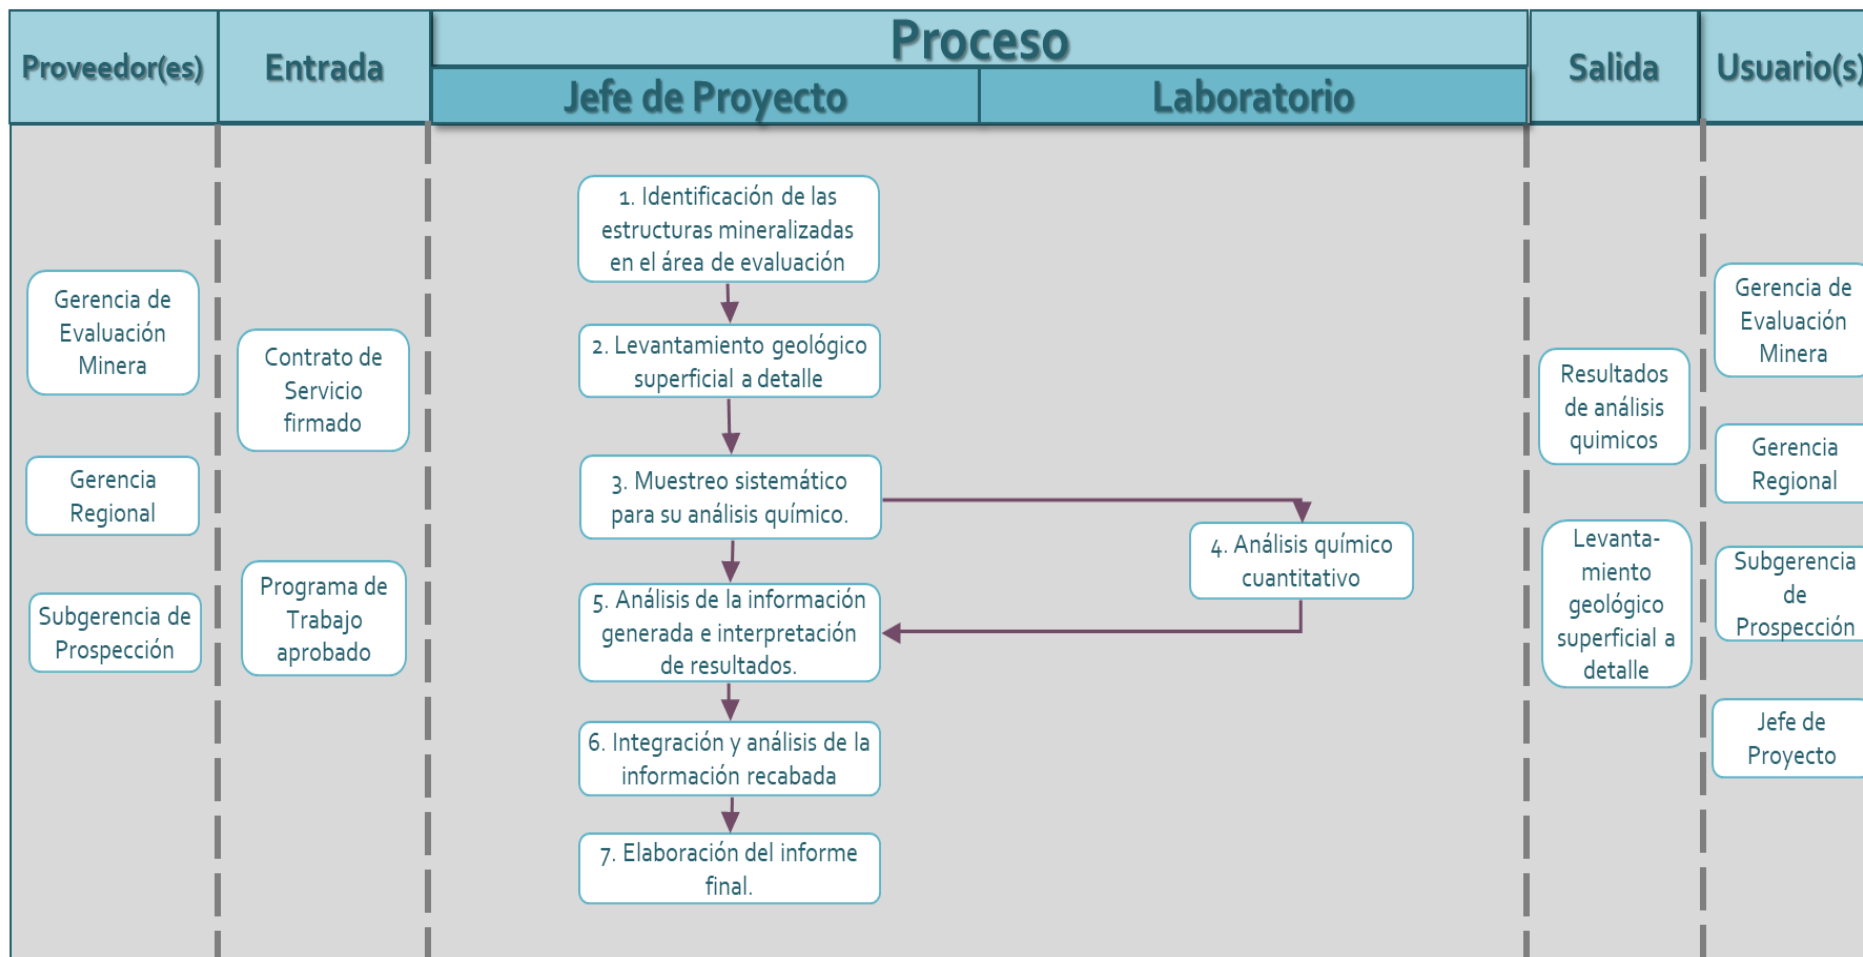 Proveedor(es)
Entrada
Proceso
Jefe de Proyecto
Laboratorio
Salida
Usuario(s)
Gerencia de
Evaluación
Minera
Gerencia
Regional
Subgerencia de
Prospección
Contrato de
Servicio
firmado
Programa de
Trabajo
aprobado
1. Identificación de las
estructuras mineralizadas
en el área de evaluación
2. Levantamiento geológico
superficial a detalle
3. Muestreo sistemático
para su análisis químico.
4. Análisis químico
cuantitativo
5. Análisis de la información
generada e interpretación
de resultados.
6. Integración y análisis de la
información recabada
7. Elaboración del informe
final.
Resultados
de análisis
quimicos
Levanta-
miento
geológico
superficial a
detalle
Gerencia de
Evaluación
Minera
Gerencia
Regional
Subgerencia
de
Prospección
Jefe de
Proyecto